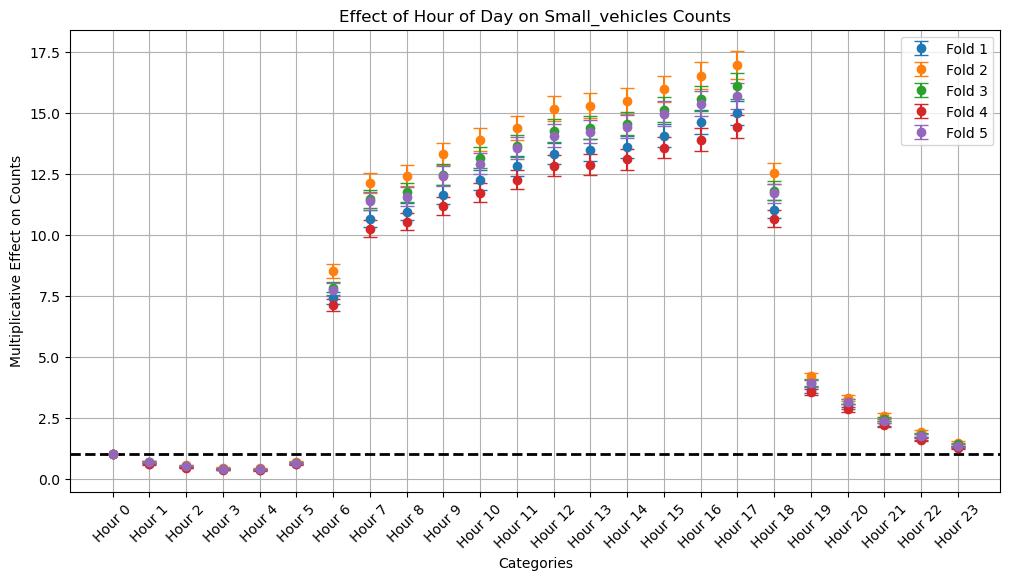 Effect of Hour of Day on Small_vehicles Counts
Multiplicative Effect on Counts
17.5
15.0
12.5
10.0
7.5
5.0
2.5
0.0
Fold 1
Fold 2
Fold 3
Fold 4
Fold 5
Hour 0
Hour 1
Hour 2
Hour 3
Hour 4
Hour 5
Hour 6
Hour 7
Hour 8
Hour 9
Hour 10
Hour 11
Hour 12
Hour 13
Hour 14
Hour 15
Hour 16
Hour 17
Hour 18
Hour 19
Hour 20
Hour 21
Hour 22
Hour 23
Categories